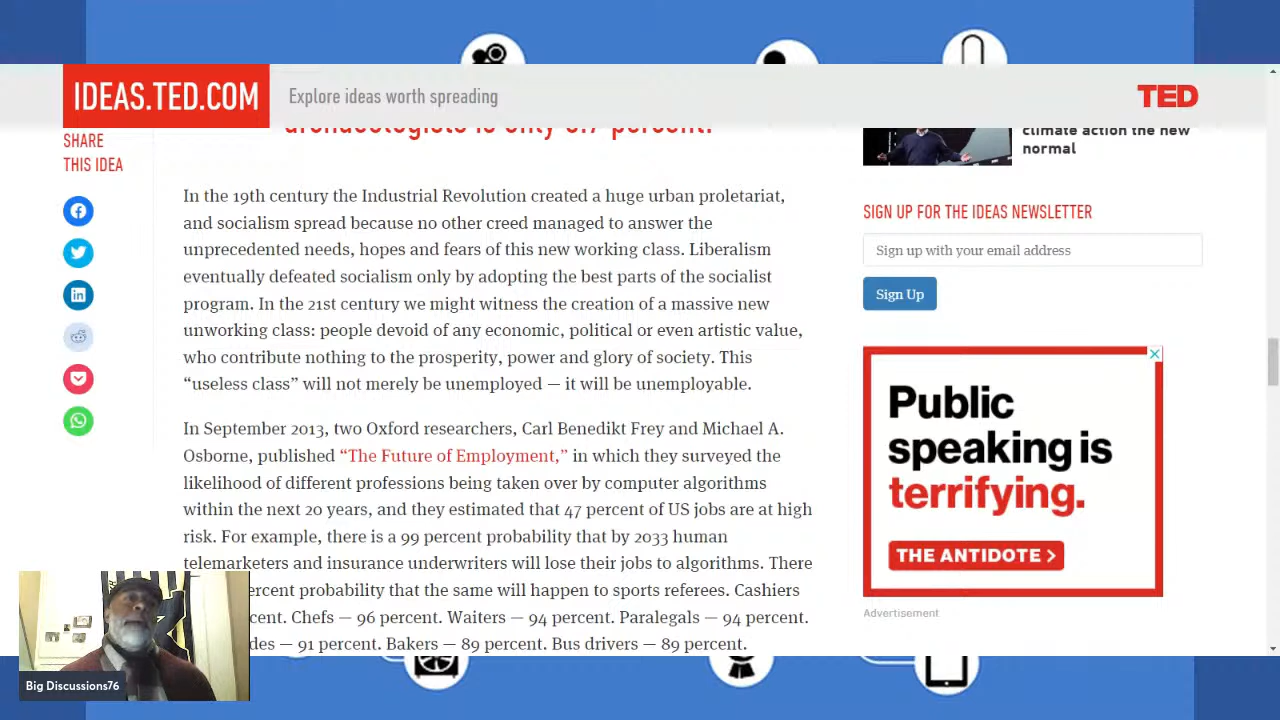 IDEAS.TED.COM
Explore ideas worth spreading
TED
SHARE
THIS IDEA
archaeologists is only 0.7 percent.
In the 19th century the Industrial Revolution created a huge urban proletariat,
and socialism spread because no other creed managed to answer the
unprecedented needs, hopes and fears of this new working class. Liberalism
eventually defeated socialism only by adopting the best parts of the socialist
program. In the 21st century we might witness the creation of a massive new
unworking class: people devoid of any economic, political or even artistic value,
who contribute nothing to the prosperity, power and glory of society. This
“useless class” will not merely be unemployed — it will be unemployable.
In September 2013, two Oxford researchers, Carl Benedikt Frey and Michael A.
Osborne, published “The Future of Employment,” in which they surveyed the
likelihood of different professions being taken over by computer algorithms
within the next 20 years, and they estimated that 47 percent of US jobs are at high
risk. For example, there is a 99 percent probability that by 2033 human
telemarketers and insurance underwriters will lose their jobs to algorithms. There
ercent probability that the same will happen to sports referees. Cashiers
cent. Chefs — 96 percent. Waiters — 94 percent. Paralegals — 94 percent.
des — 91 percent. Bakers — 89 percent. Bus drivers — 89 percent.
climate action the new
normal
SIGN UP FOR THE IDEAS NEWSLETTER
Sign up with your email address
Sign Up
Public
speaking is
terrifying.
THE ANTIDOTE >
Advertisement
Big Discussions76